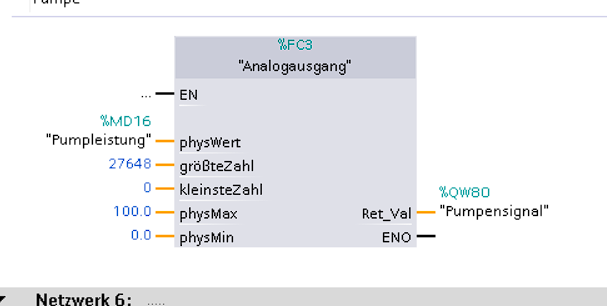 Pumpe
%FC3
"Analogausgang"
... EN
%MD16
"Pumpleistung" physWert
27648 größteZahl
0 kleinsteZahl
%QW80
100.0 physMax Ret_Val "Pumpensignal"
0.0 physMin ENO
Netzwerk 6: .....